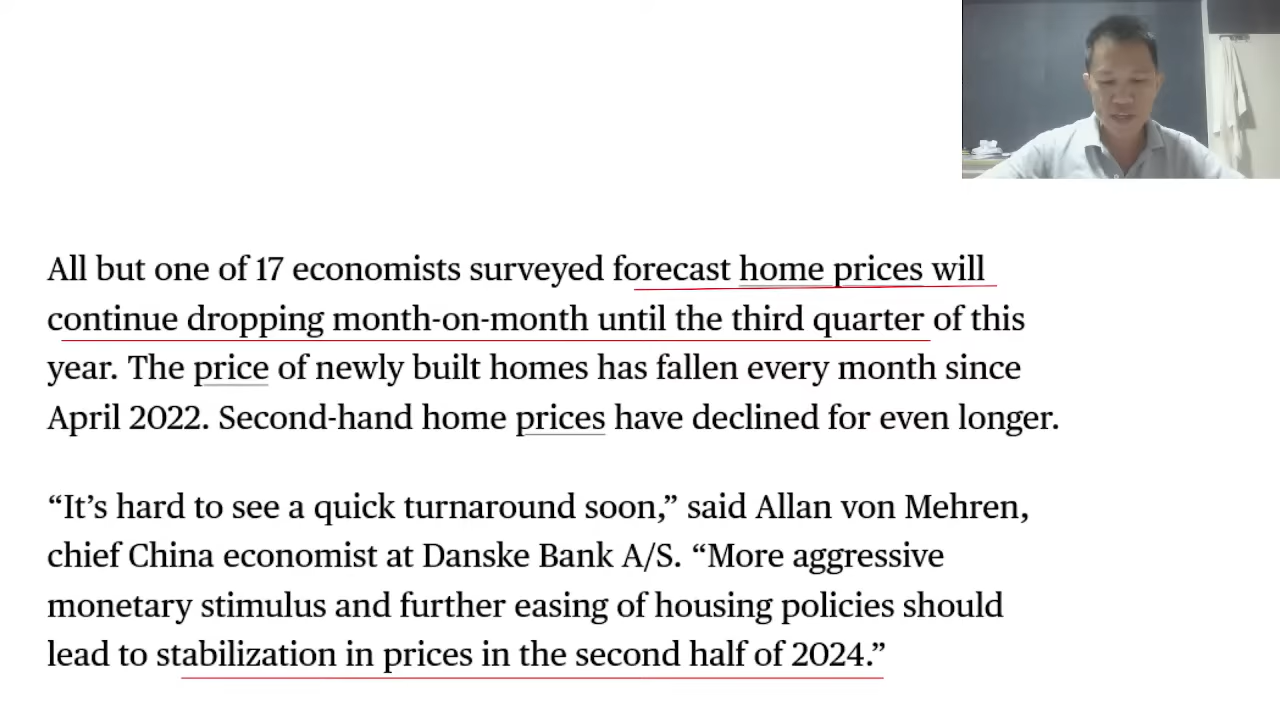 All but one of 17 economists surveyed forecast home prices will
continue dropping month-on-month until the third quarter of this
year. The price of newly built homes has fallen every month since
April 2022. Second-hand home prices have declined for even longer.
“It’s hard to see a quick turnaround soon,” said Allan von Mehren,
chief China economist at Danske Bank A/S. “More aggressive
monetary stimulus and further easing of housing policies should
lead to stabilization in prices in the second half of 2024.”